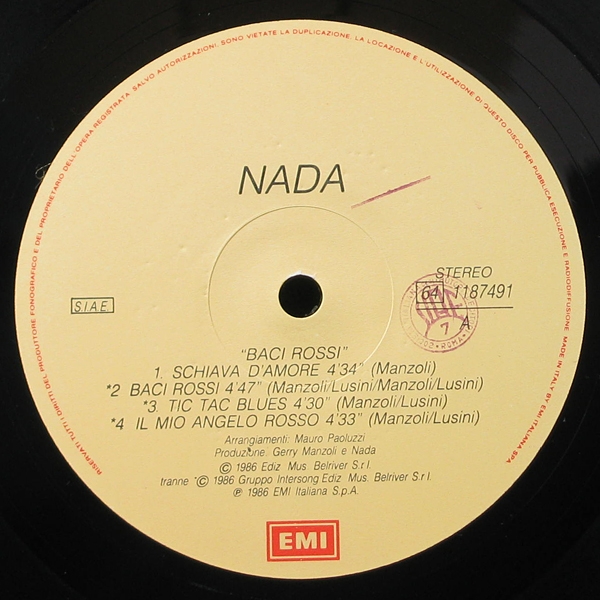 RISERVATI TUTTI I DIRITTI DEL PRODUTTORE FONOGRAFICO E DEL PROPRIETARIO DELL'OPERA REGISTRATA. SALVO AUTORIZZAZIONI, SONO VIETATE LA DUPLICAZIONE, LA LOCAZIONE E L'UTILIZZAZIONE DI QUESTO DISCO PER PUBBLICA ESECUZIONE E RADIODIFFUSIONE. MADE IN ITALY BY EMI ITALIANA SPA
NADA
STEREO
64 1187491
S.I.A.E.
7 A
ROMA
"BACI ROSSI"
1. SCHIAVA D'AMORE 4'34" (Manzoli)
*2 BACI ROSSI 4'47" (Manzoli/Lusini/Manzoli/Lusini)
*3. TIC TAC BLUES 4'30" (Manzoli/Lusini)
*4 IL MIO ANGELO ROSSO 4'33" (Manzoli/Lusini)
Arrangiamenti: Mauro Paoluzzi
Produzione: Gerry Manzoli e Nada
© 1986 Ediz Mus. Belriver S.r.l.
tranne *© 1986 Gruppo Intersong Ediz. Mus. Belriver S.r.l.
℗ 1986 EMI Italiana S.p.A.
EMI